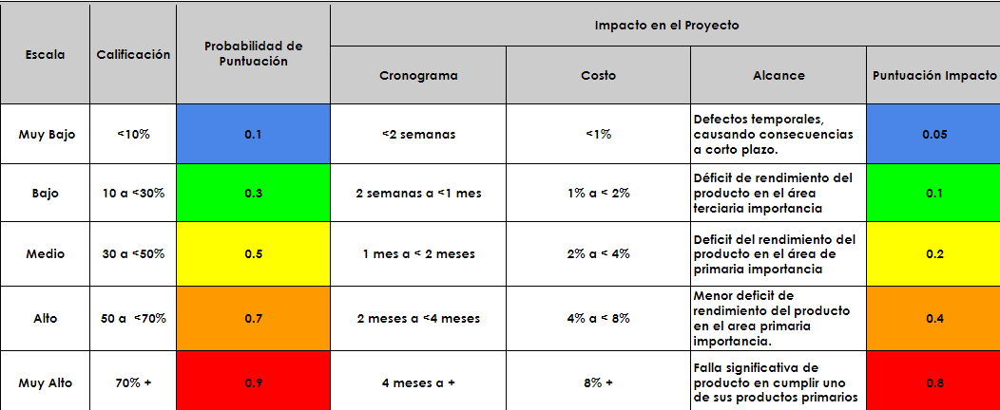 Impacto en el Proyecto
Escala
Calificación
Probabilidad de
Puntuación
Cronograma
Costo
Alcance
Puntuación Impacto
Muy Bajo
<10%
0.1
<2 semanas
<1%
Defectos temporales,
causando consecuencias
a corto plazo.
0.05
Bajo
10 a <30%
0.3
2 semanas a <1 mes
1% a < 2%
Déficit de rendimiento del
producto en el área
terciaria importancia
0.1
Medio
30 a <50%
0.5
1 mes a < 2 meses
2% a < 4%
Deficit del rendimiento del
producto en el área de
primaria importancia
0.2
Alto
50 a <70%
0.7
2 meses a <4 meses
4% a < 8%
Menor deficit de
rendimiento del producto
en el area primaria
importancia.
0.4
Muy Alto
70% +
0.9
4 meses a +
8% +
Falla significativa de
producto en cumplir uno
de sus productos primarios
0.8